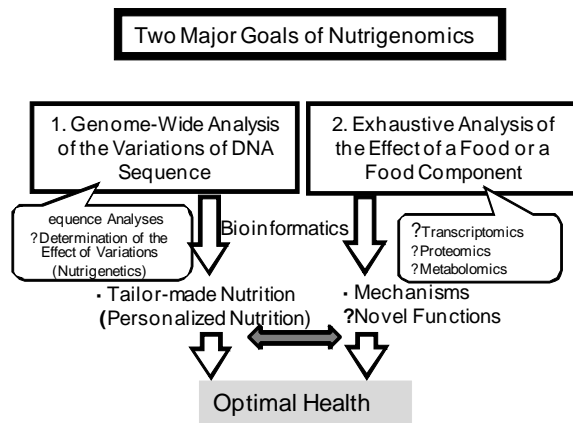 Two Major Goals of Nutrigenomics
1. Genome-Wide Analysis
of the Variations of DNA
Sequence
2. Exhaustive Analysis of
the Effect of a Food or a
Food Component
equence Analyses
?Determination of the
Effect of Variations
(Nutrigenetics)
Bioinformatics
?Transcriptomics
?Proteomics
?Metabolomics
· Tailor-made Nutrition
(Personalized Nutrition)
· Mechanisms
?Novel Functions
Optimal Health